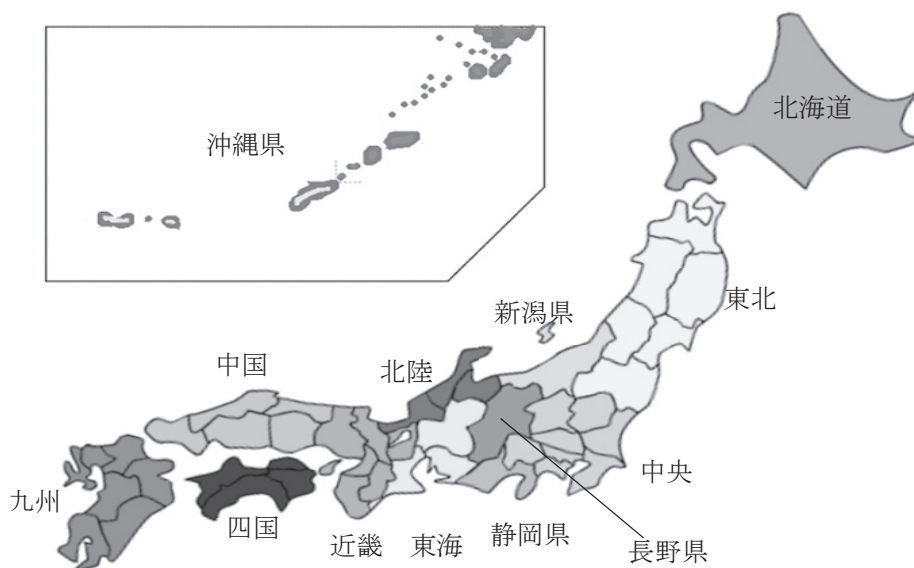 北海道
沖縄県
東北
新潟県
中国
北陸
中央
九州
四国
静岡県
近畿
東海
長野県